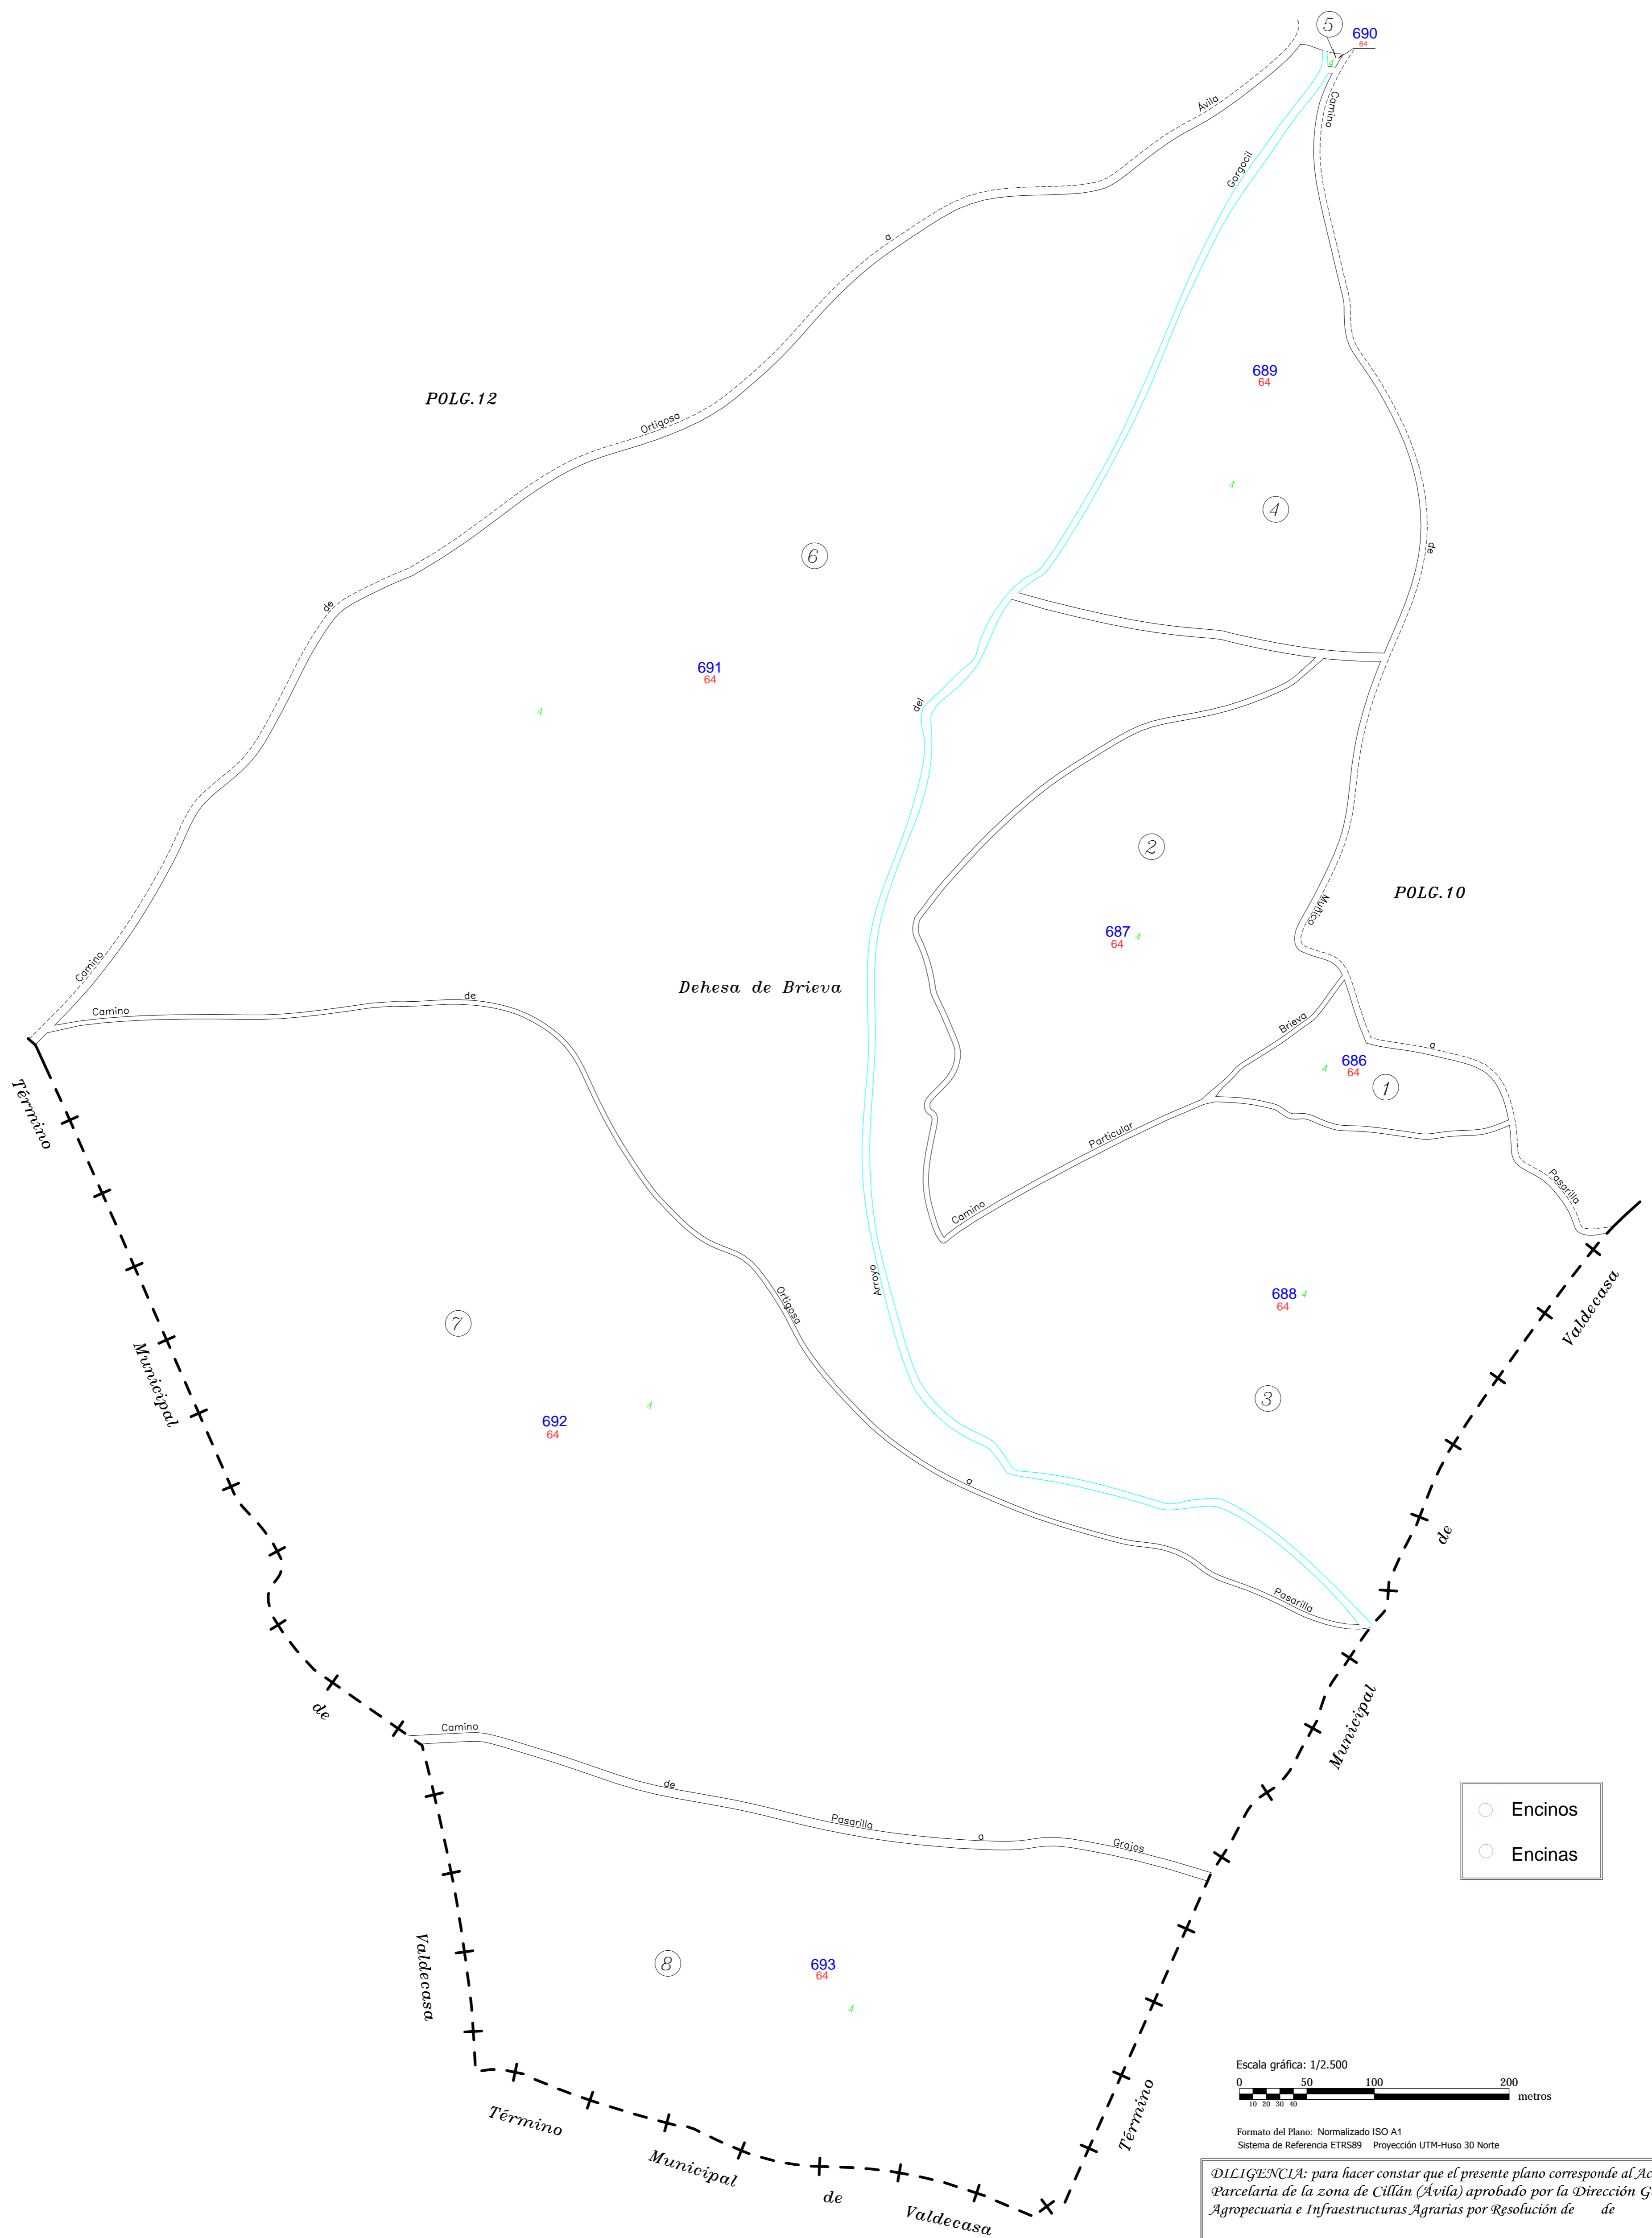 5
690
64
4
Ávila
Camino
Gorgocil
a
689
64
POLG.12
Ortigosa
4
4
de
6
de
691
64
4
del
2
Muñico
POLG.10
687
4
64
Camino
Dehesa de Brieva
de
Camino
Brieva
a
686
4
64
1
Término
Particular
Pasarilla
Camino
Arroyo
688
4
64
Valdecasa
Ortigosa
7
Municipal
3
4
692
64
a
de
Pasarilla
de
Camino
Municipal
de
Pasarilla
a
Grajos
Encinos
Encinas
Valdecasa
8
693
64
4
Término
Término
Municipal
de
Valdecasa
Escala gráfica: 1/2.500
0 50 100 200
metros
10 20 30 40
Formato del Plano: Normalizado ISO A1
Sistema de Referencia ETRS89 Proyección UTM-Huso 30 Norte
DILIGENCIA: para hacer constar que el presente plano corresponde al Ac
Parcelaria de la zona de Cillán (Ávila) aprobado por la Dirección G
Agropecuaria e Infraestructuras Agrarias por Resolución de de